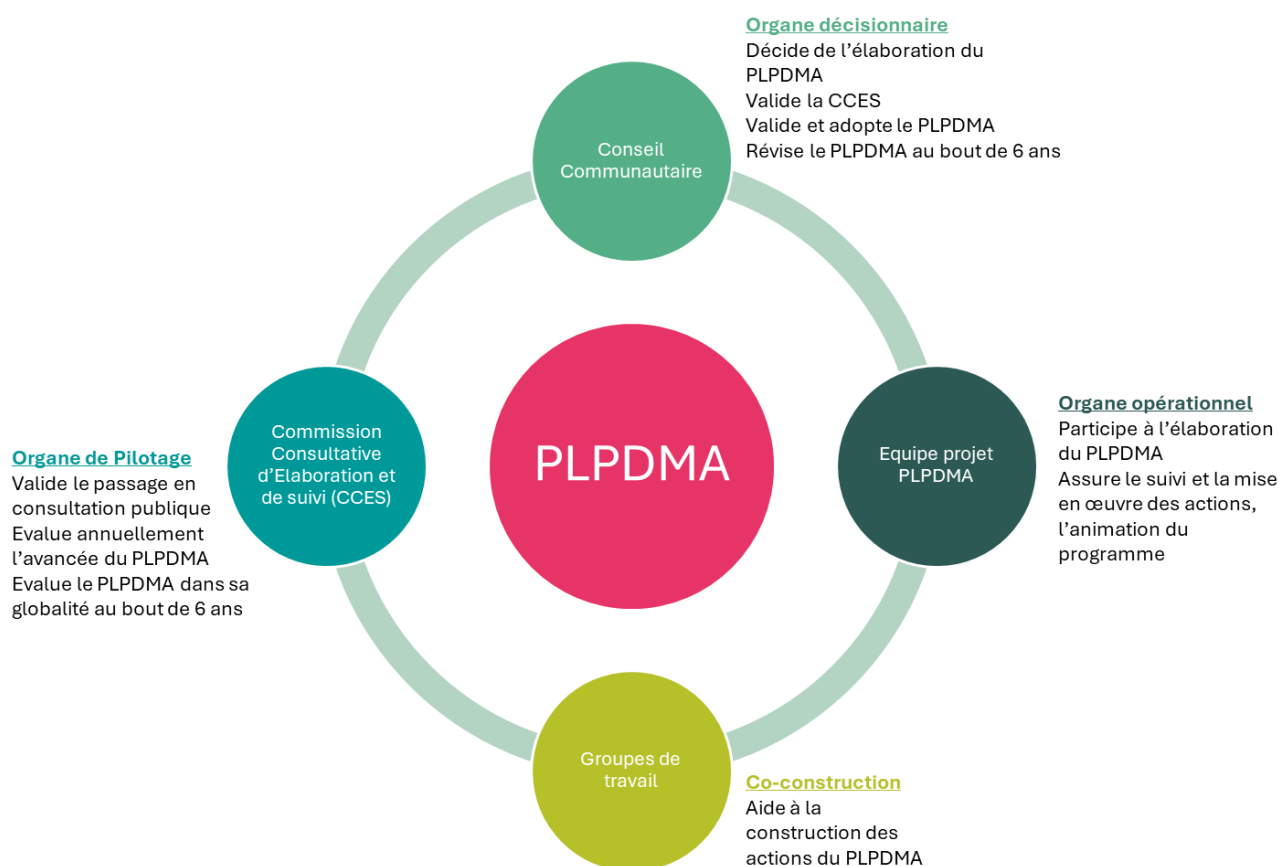 Organe décisionnaire
Décide de l'élaboration du
PLPDMA
Valide la CCES
Valide et adopte le PLPDMA
Révise le PLPDMA au bout de 6 ans
Conseil
Communautaire
Organe opérationnel
Participe à l'élaboration
du PLPDMA
Assure le suivi et la mise
en œuvre des actions,
l'animation du
programme
Equipe projet
PLPDMA
PLPDMA
Commission
Consultative
d'Elaboration et
de suivi (CCES)
Organe de Pilotage
Valide le passage en
consultation publique
Evalue annuellement
l'avancée du PLPDMA
Evalue le PLPDMA dans sa
globalité au bout de 6 ans
Groupes de
travail
Co-construction
Aide à la
construction des
actions du PLPDMA